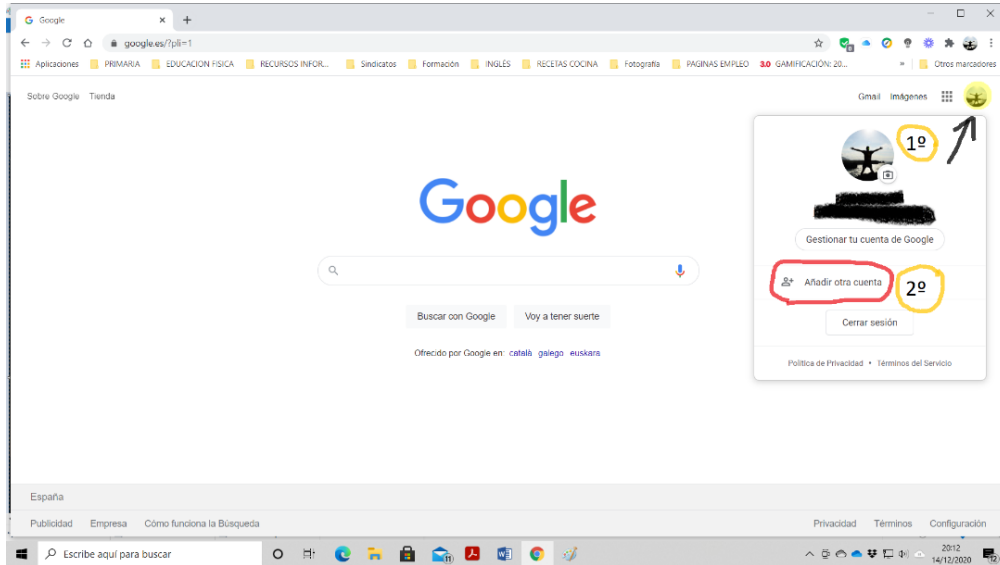 Google
google.es/?pli=1
Aplicaciones PRIMARIA EDUCACION FISICA RECURSOS INFOR... Sindicatos Formación INGLÉS RECETAS COCINA Fotografía PAGINAS EMPLEO 3.0 GAMIFICACIÓN: 20... » Otros marcadores
Sobre Google Tienda Gmail Imágenes
1º
Google
Gestionar tu cuenta de Google
Añadir otra cuenta 2º
Buscar con Google Voy a tener suerte
Cerrar sesión
Ofrecido por Google en: català galego euskara
Política de Privacidad • Términos del Servicio
España
Publicidad Empresa Cómo funciona la Búsqueda Privacidad Términos Configuración
Escribe aquí para buscar
20:12
14/12/2020